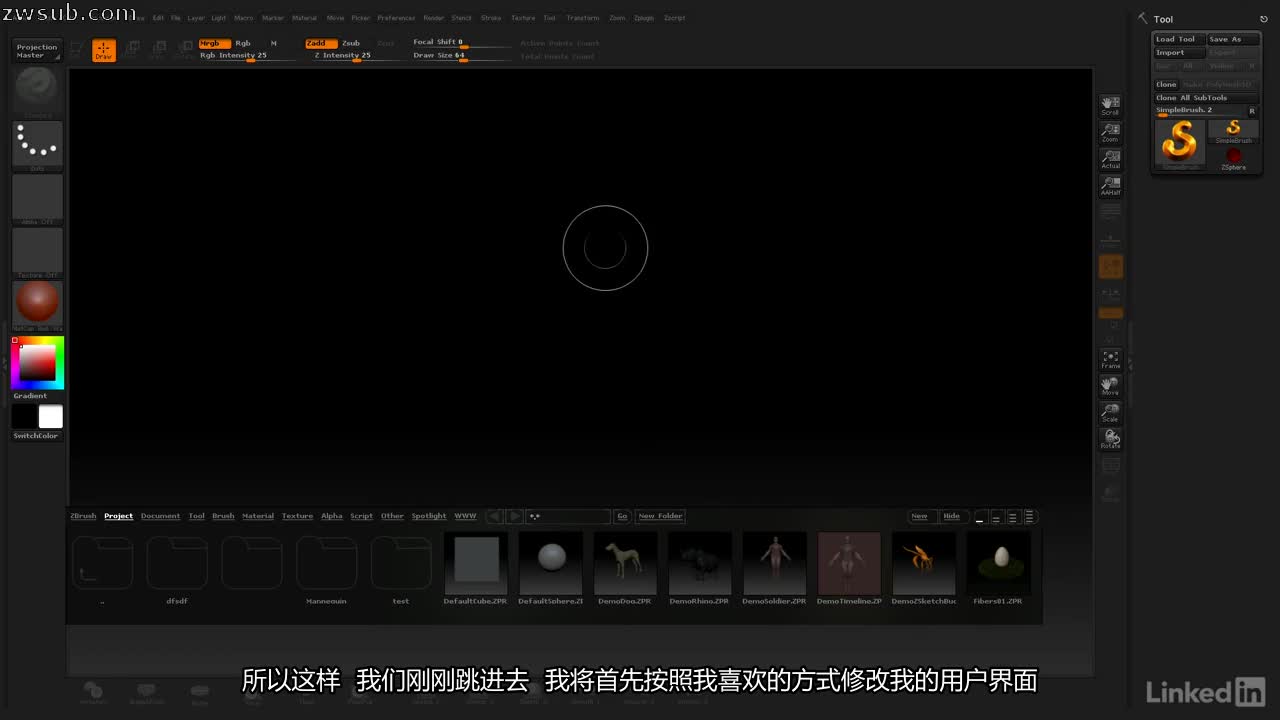 zwsub.com
Edit File Layer Light Macro Marker Material Movie Picker Preferences Render Stencil Stroke Texture Tool Transform Zoom Zplugin Zscript
Tool
Projection Master
Draw
Mrgb Rgb M
Rgb Intensity 25
Zadd Zsub
Z Intensity 25
Focal Shift 0
Draw Size 64
Active Points Count
Total Points Count
Load Tool Save As
Import Export
Clone Make PolyMesh3D
Clone All SubTools
SimpleBrush. 2 R
SimpleBrush
SimpleBrush
ZSphere
Standard
Dots
Alpha Off
Texture Off
Gradient
SwitchColor
Scroll
Zoom
Actual
AAHalf
Frame
Move
Scale
Rotate
ZBrush Project Document Tool Brush Material Texture Alpha Script Other Spotlight WWW
Go New Folder New Hide
.. dfsdf Mannequin test DefaultCube.ZPR DefaultSphere.Z DemoDog.ZPR DemoRhino.ZPR DemoSoldier.ZPR DemoTimeline.ZP DemoZSketchBug Fibers01.ZPR
所以这样 我们刚刚跳进去 我将首先按照我喜欢的方式修改我的用户界面
Linked in